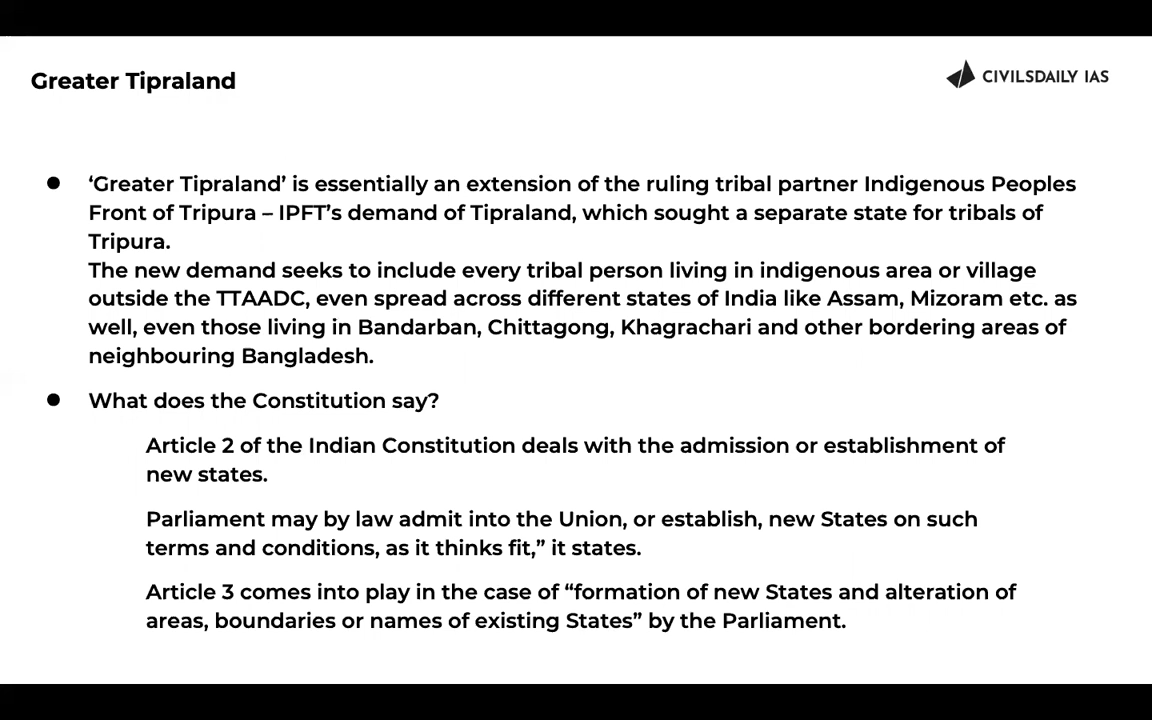 Greater Tipraland
CIVILSDAILY IAS
● ‘Greater Tipraland’ is essentially an extension of the ruling tribal partner Indigenous Peoples
Front of Tripura – IPFT’s demand of Tipraland, which sought a separate state for tribals of
Tripura.
The new demand seeks to include every tribal person living in indigenous area or village
outside the TTAADC, even spread across different states of India like Assam, Mizoram etc. as
well, even those living in Bandarban, Chittagong, Khagrachari and other bordering areas of
neighbouring Bangladesh.
● What does the Constitution say?
Article 2 of the Indian Constitution deals with the admission or establishment of
new states.
Parliament may by law admit into the Union, or establish, new States on such
terms and conditions, as it thinks fit,” it states.
Article 3 comes into play in the case of “formation of new States and alteration of
areas, boundaries or names of existing States” by the Parliament.